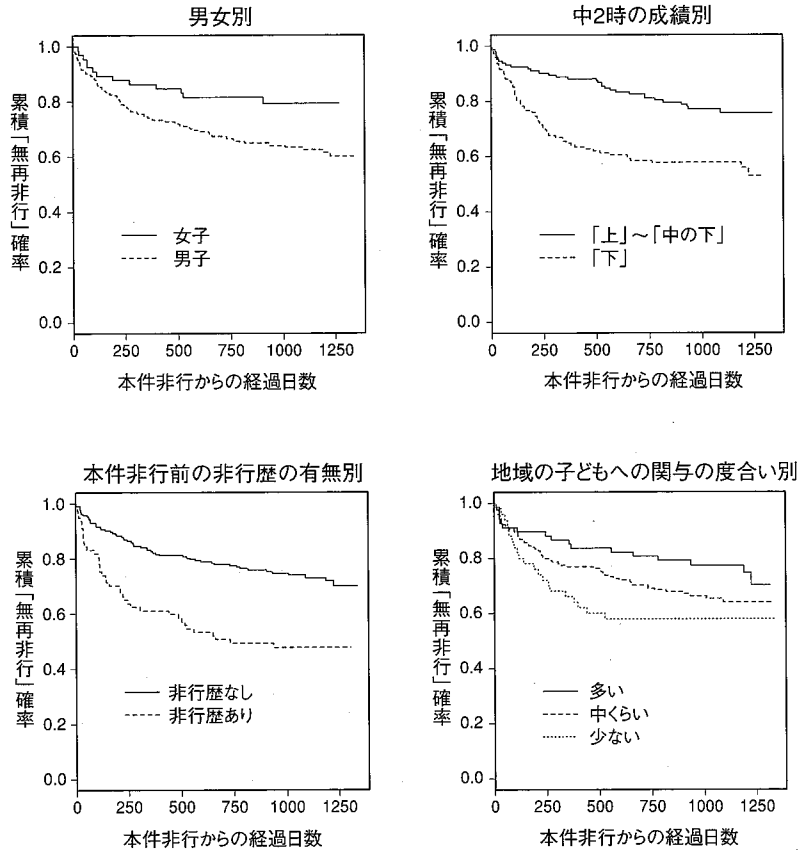 男女別
1.0
0.8
0.6
0.4
0.2
0.0
累積「無再非行」確率
女子
男子
0 250 500 750 1000 1250
本件非行からの経過日数
中2時の成績別
1.0
0.8
0.6
0.4
0.2
0.0
累積「無再非行」確率
「上」～「中の下」
「下」
0 250 500 750 1000 1250
本件非行からの経過日数
本件非行前の非行歴の有無別
1.0
0.8
0.6
0.4
0.2
0.0
累積「無再非行」確率
非行歴なし
非行歴あり
0 250 500 750 1000 1250
本件非行からの経過日数
地域の子どもへの関与の度合い別
1.0
0.8
0.6
0.4
0.2
0.0
累積「無再非行」確率
多い
中くらい
少ない
0 250 500 750 1000 1250
本件非行からの経過日数